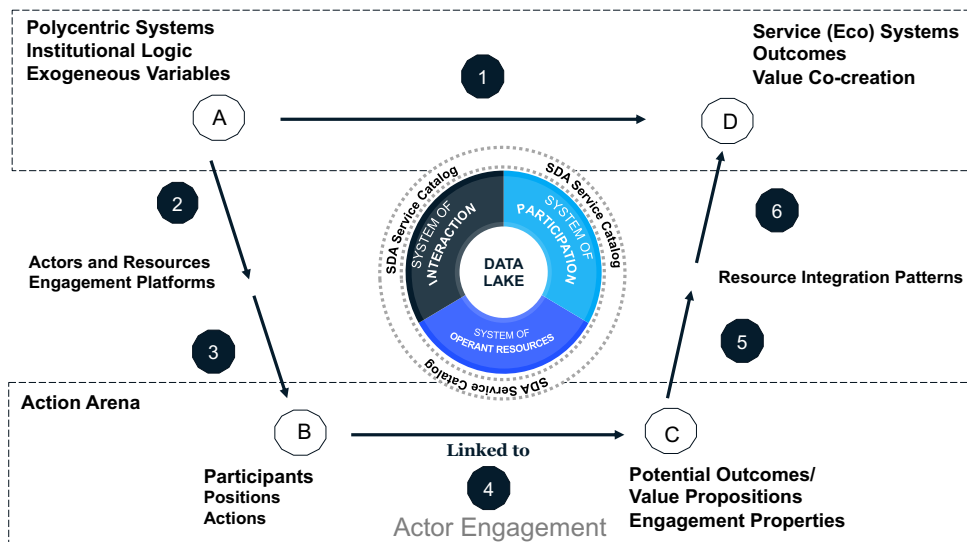 Polycentric Systems
Institutional Logic
Exogeneous Variables
Service (Eco) Systems
Outcomes
Value Co-creation
1
A
D
2
6
SDA Service Catalog
SDA Service Catalog
SYSTEM OF
INTERACTION
SYSTEM OF
PARTICIPATION
DATA
LAKE
Actors and Resources
Engagement Platforms
Resource Integration Patterns
SYSTEM OF
OPERANT RESOURCES
3
5
SDA Service Catalog
SDA Service Catalog
Action Arena
B
C
Linked to
Participants
Positions
Actions
4
Actor Engagement
Potential Outcomes/
Value Propositions
Engagement Properties